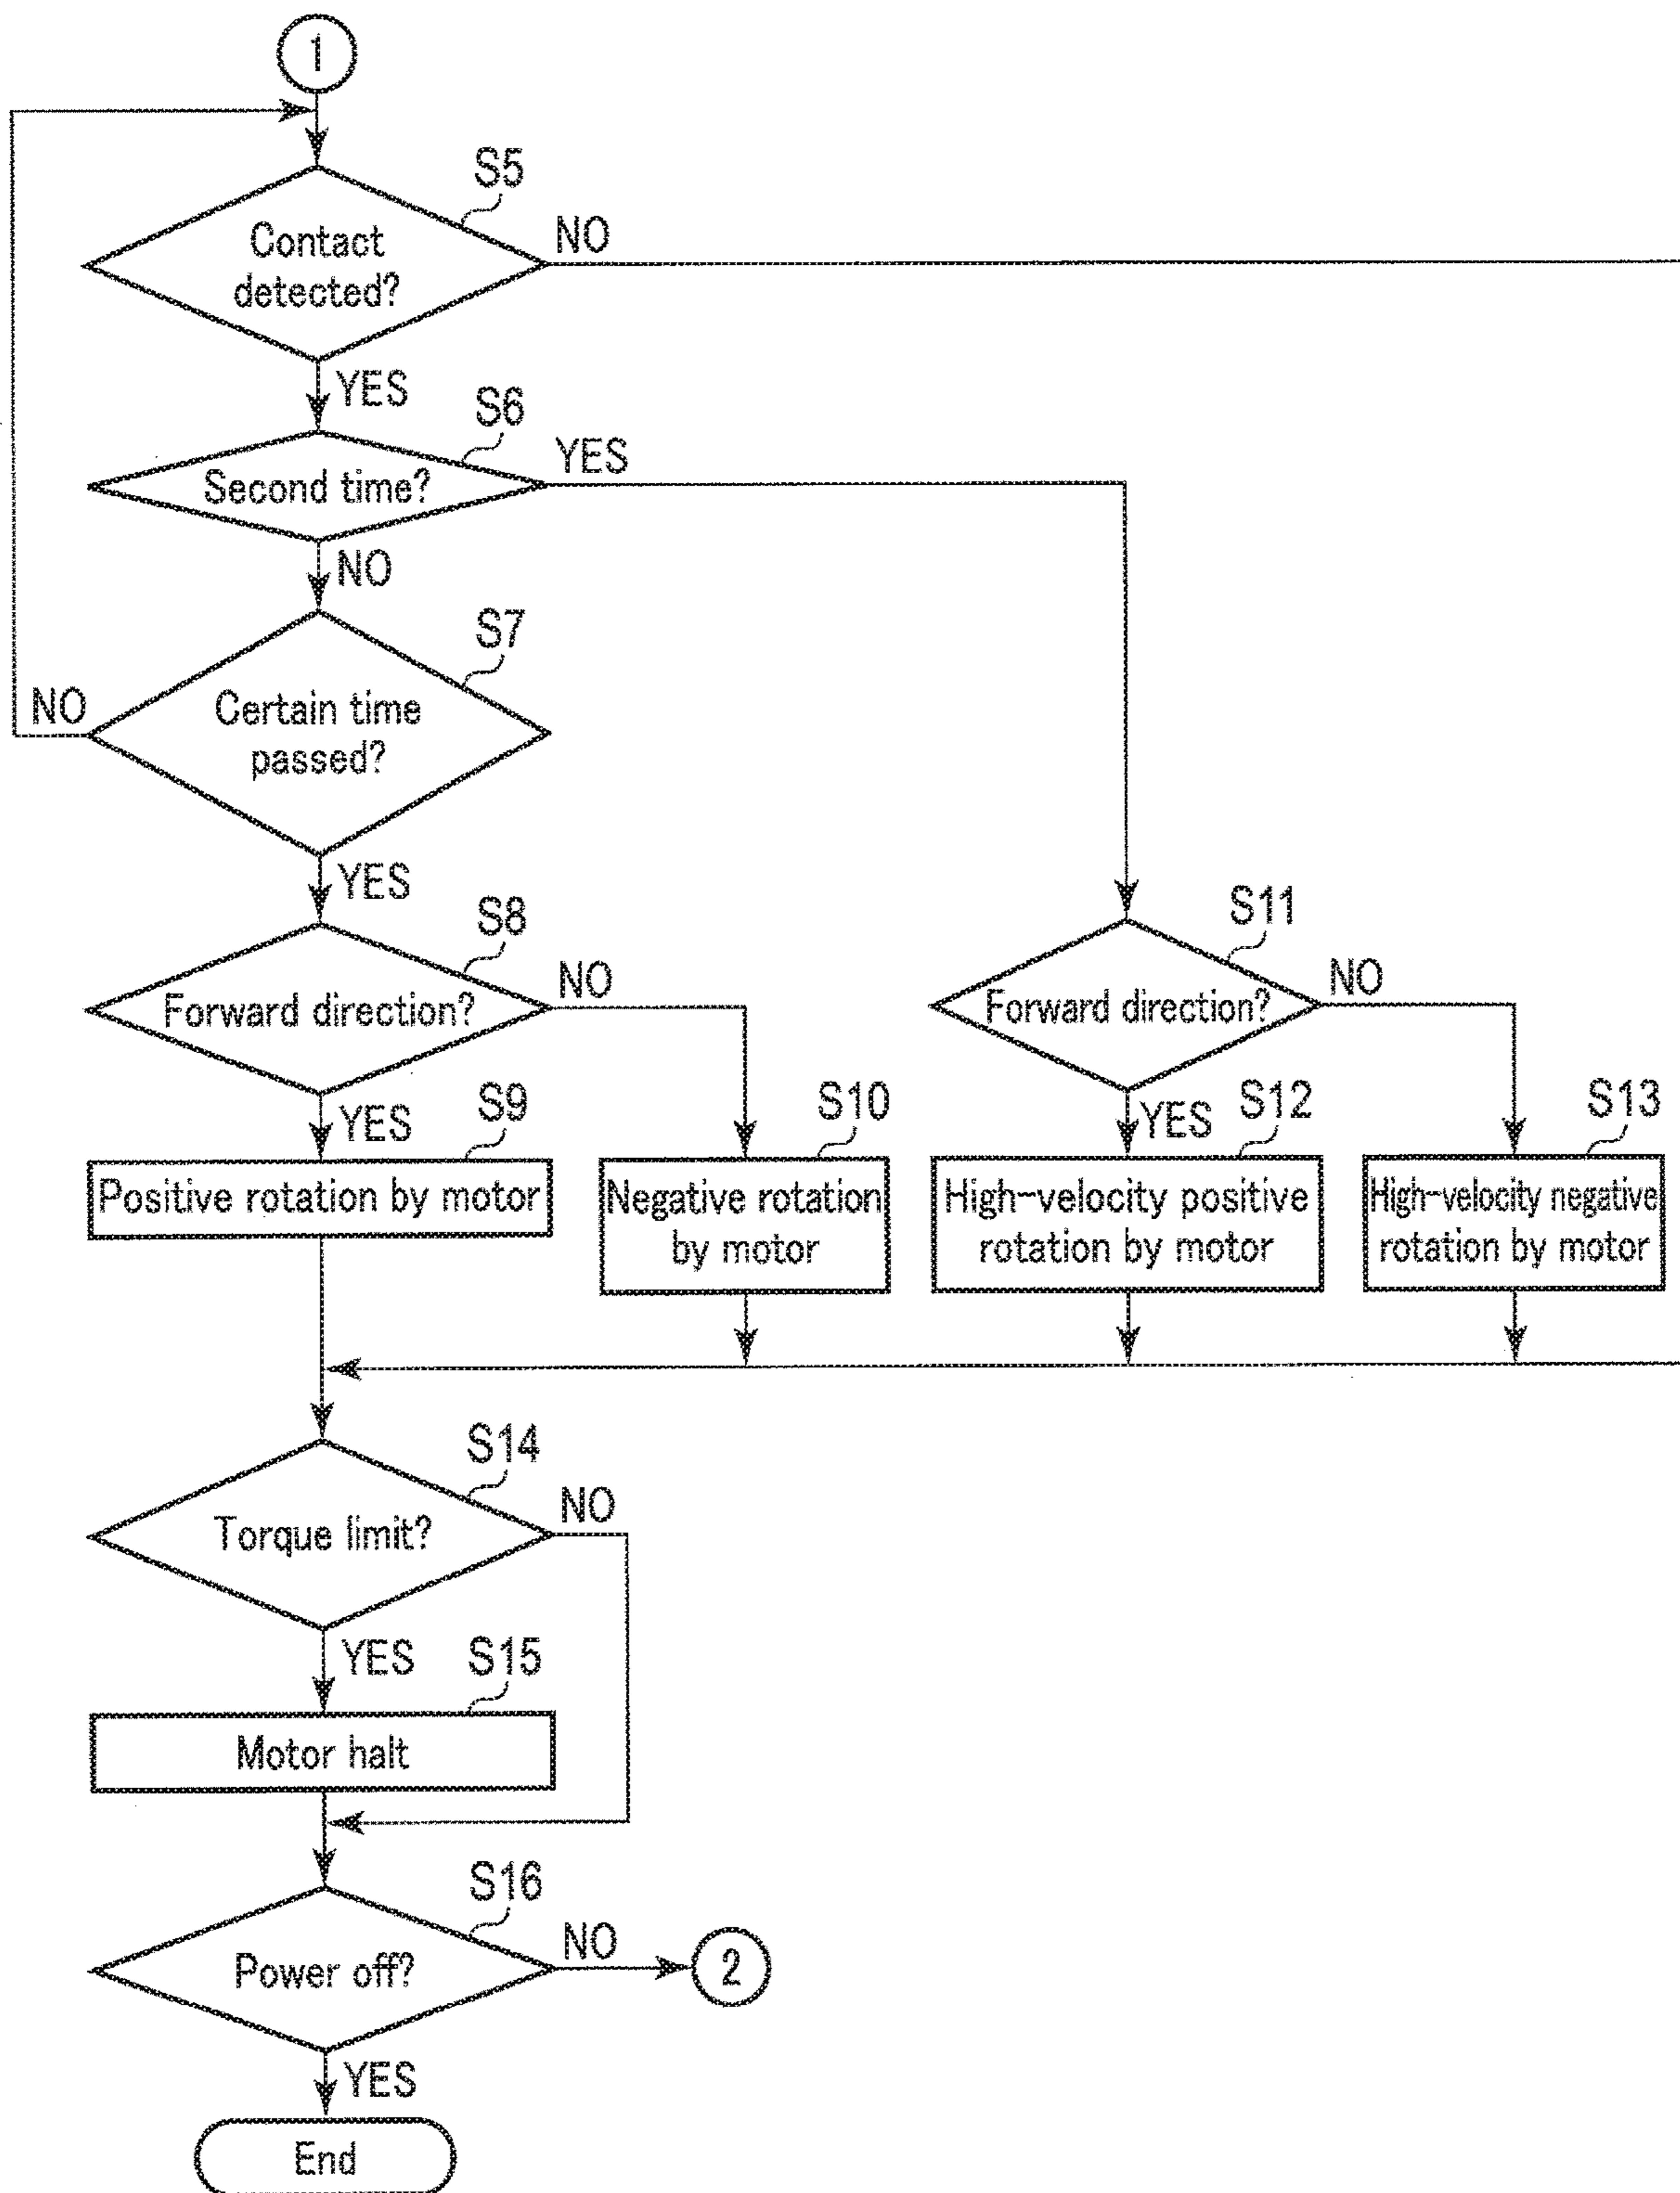 1
S5
Contact
detected?
NO
YES
S6
Second time?
YES
NO
S7
Certain time
passed?
NO
YES
S8
Forward direction?
NO
S11
Forward direction?
NO
YES
S9
Positive rotation by motor
S10
Negative rotation
by motor
YES
S12
High-velocity positive
rotation by motor
S13
High-velocity negative
rotation by motor
S14
Torque limit?
NO
YES
S15
Motor halt
S16
Power off?
NO
2
YES
End